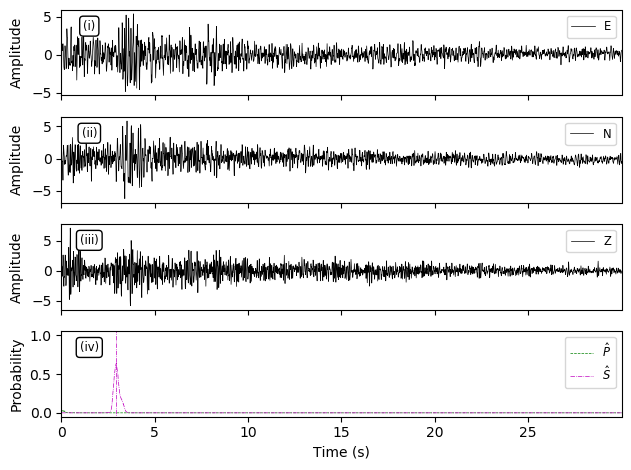 Amplitude
5
0
−5
(i)
E
Amplitude
5
0
−5
(ii)
N
Amplitude
5
0
−5
(iii)
Z
Probability
1.0
0.5
0.0
(iv)
P̂
Ŝ
0 5 10 15 20 25
Time (s)